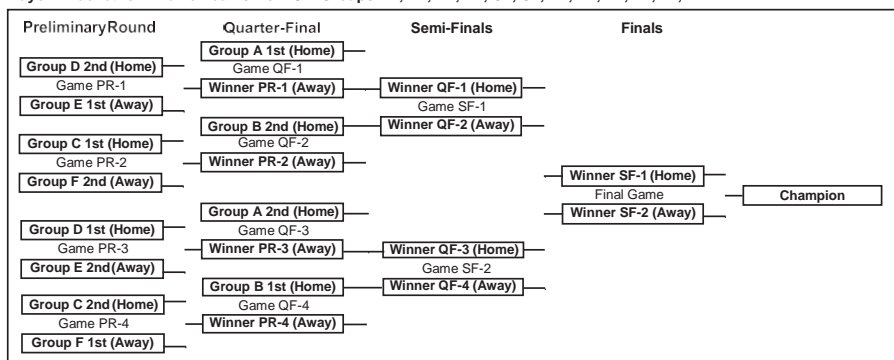 PreliminaryRound
Quarter-Final
Semi-Finals
Finals
Group A 1st (Home)
Game QF-1
Winner PR-1 (Away)
Group D 2nd (Home)
Game PR-1
Group E 1st (Away)
Winner QF-1 (Home)
Game SF-1
Winner QF-2 (Away)
Group B 2nd (Home)
Game QF-2
Winner PR-2 (Away)
Group C 1st (Home)
Game PR-2
Group F 2nd (Away)
Winner SF-1 (Home)
Final Game
Winner SF-2 (Away)
Champion
Group A 2nd (Home)
Game QF-3
Winner PR-3 (Away)
Group D 1st (Home)
Game PR-3
Group E 2nd(Away)
Winner QF-3 (Home)
Game SF-2
Winner QF-4 (Away)
Group B 1st (Home)
Game QF-4
Winner PR-4 (Away)
Group C 2nd (Home)
Game PR-4
Group F 1st (Away)